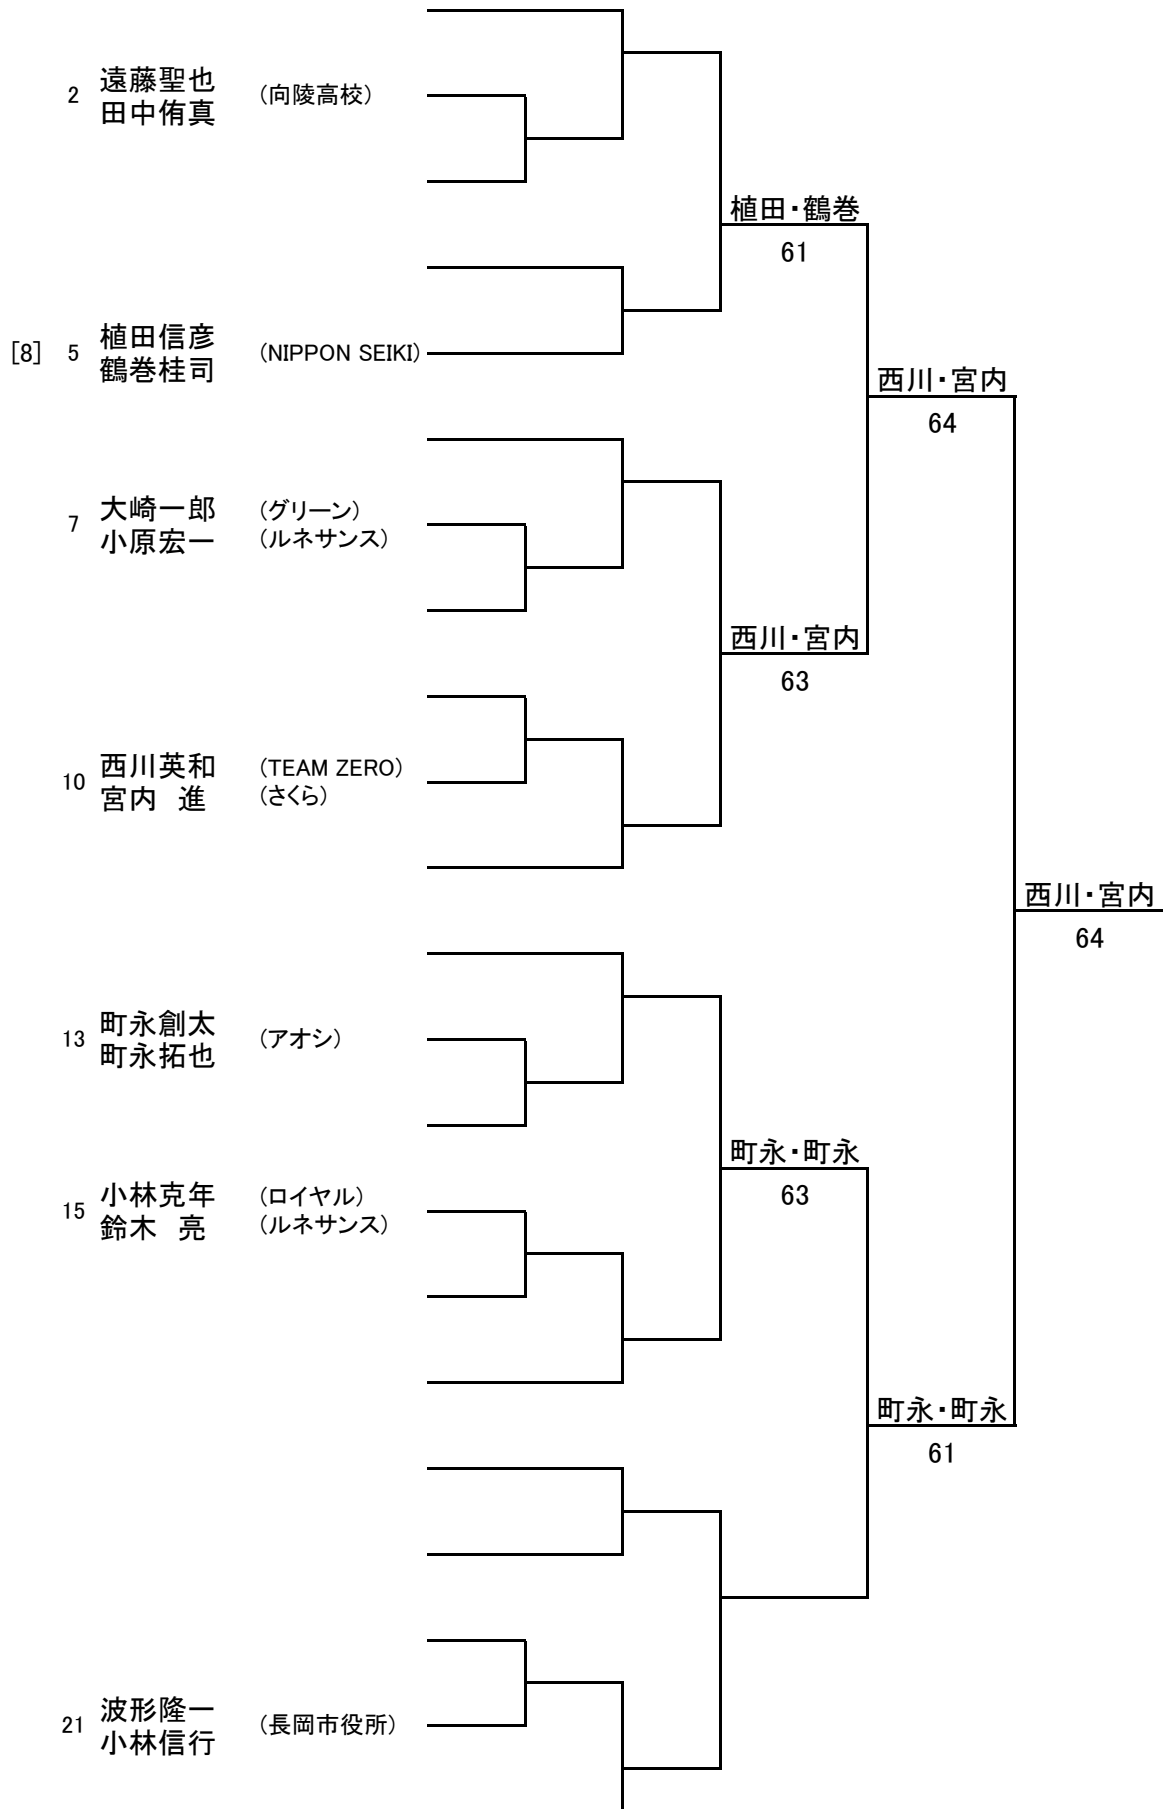 2 遠藤聖也 (向陵高校)
田中侑真
植田・鶴巻
61
[8] 5 植田信彦 (NIPPON SEIKI)
鶴巻桂司
西川・宮内
64
7 大崎一郎 (グリーン)
小原宏一 (ルネサンス)
西川・宮内
63
10 西川英和 (TEAM ZERO)
宮内 進 (さくら)
西川・宮内
64
13 町永創太 (アオシ)
町永拓也
町永・町永
63
15 小林克年 (ロイヤル)
鈴木 亮 (ルネサンス)
町永・町永
61
21 波形隆一 (長岡市役所)
小林信行